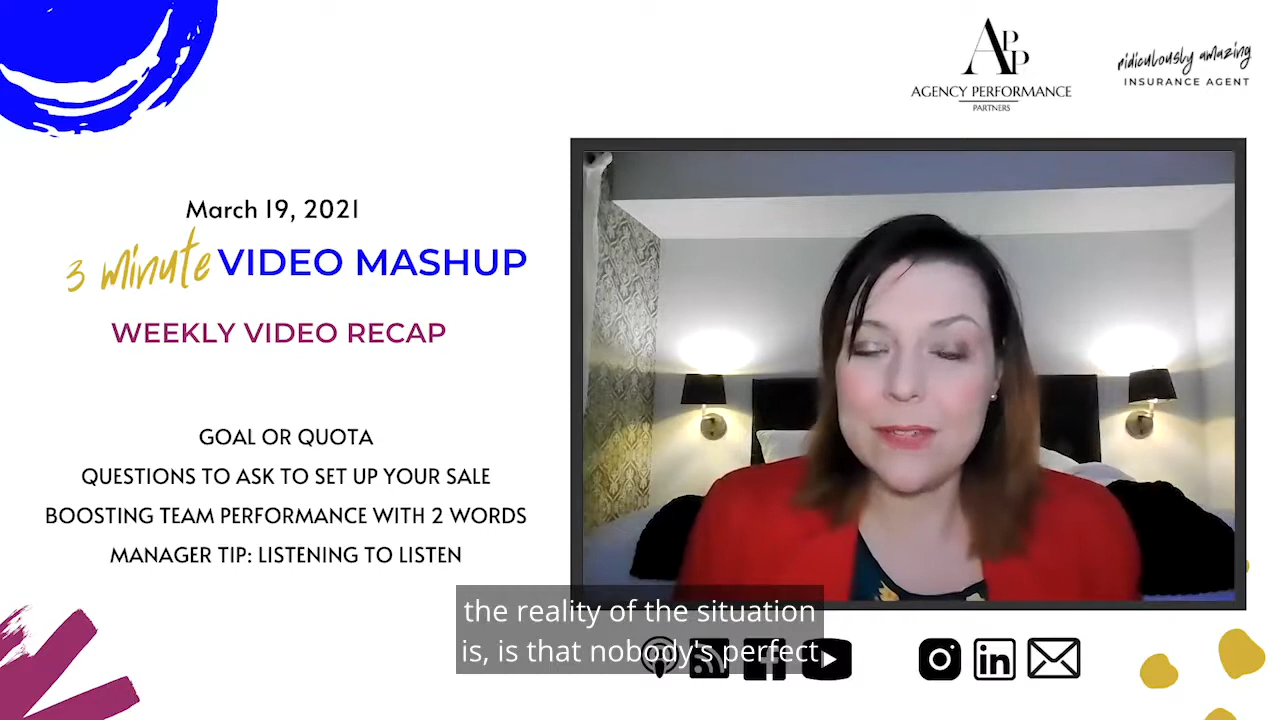 APP
AGENCY PERFORMANCE
PARTNERS
ridiculously amazing
INSURANCE AGENT
March 19, 2021
3 minute VIDEO MASHUP
WEEKLY VIDEO RECAP
GOAL OR QUOTA
QUESTIONS TO ASK TO SET UP YOUR SALE
BOOSTING TEAM PERFORMANCE WITH 2 WORDS
MANAGER TIP: LISTENING TO LISTEN
the reality of the situation
is, is that nobody's perfect
in